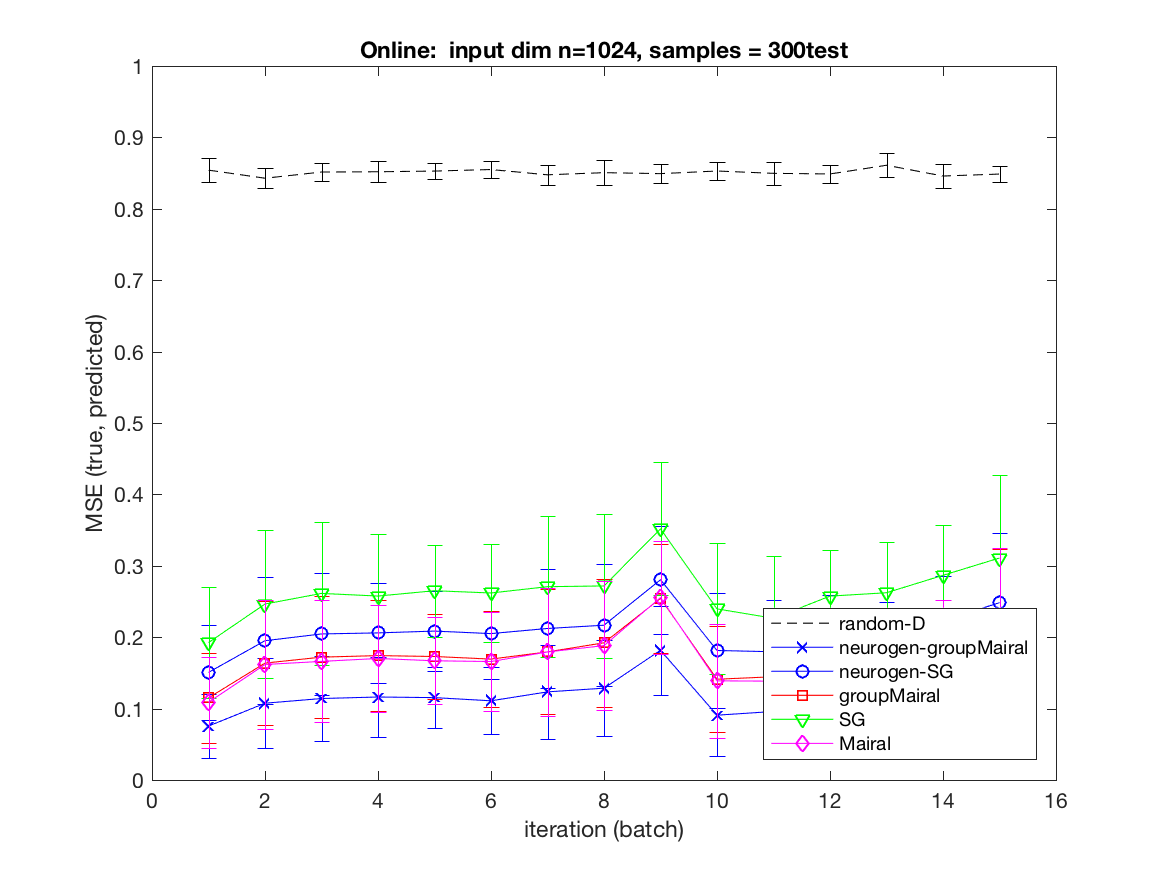 Online:  input dim n=1024, samples = 300test
MSE (true, predicted)
1
0.9
0.8
0.7
0.6
0.5
0.4
0.3
0.2
0.1
0
0 2 4 6 8 10 12 14 16
iteration (batch)
random-D
neurogen-groupMairal
neurogen-SG
groupMairal
SG
Mairal